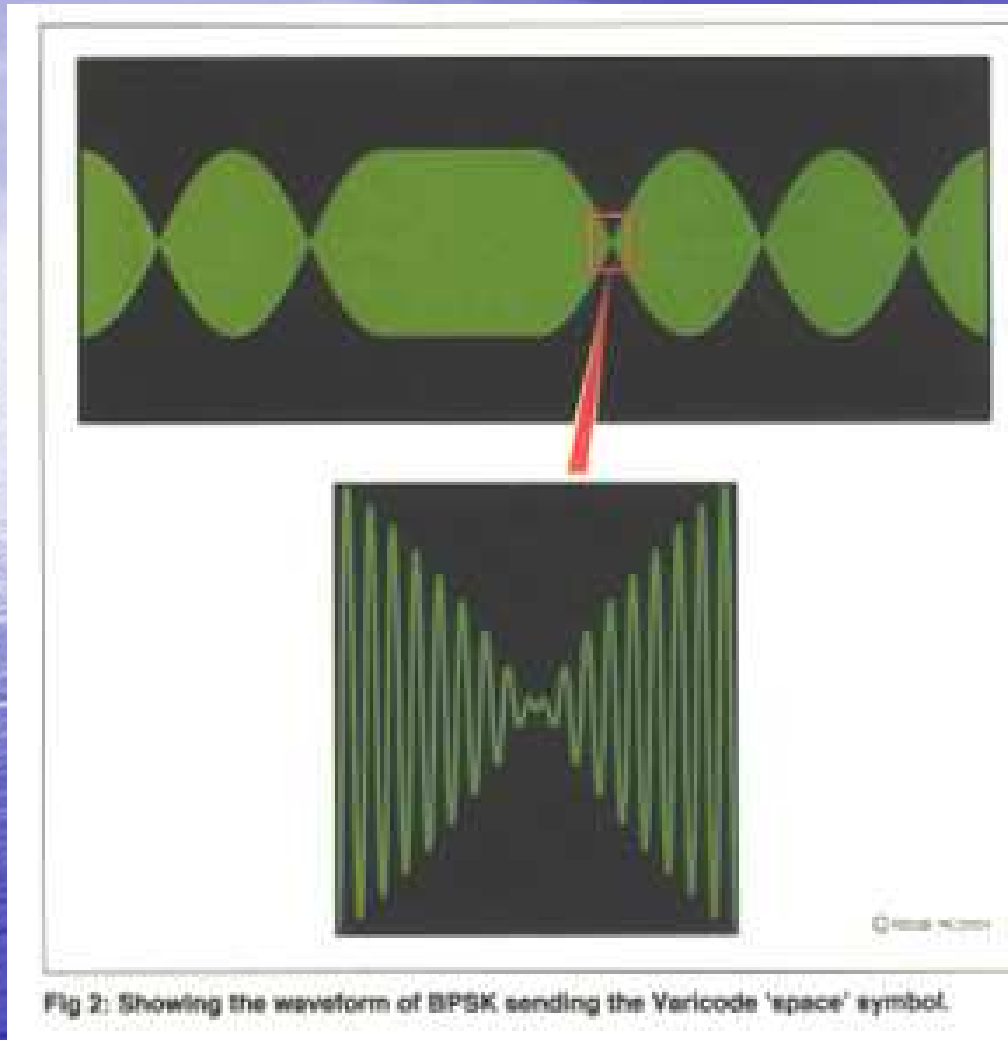 Fig 2: Showing the waveform of BPSK sending the Varicode 'space' symbol.